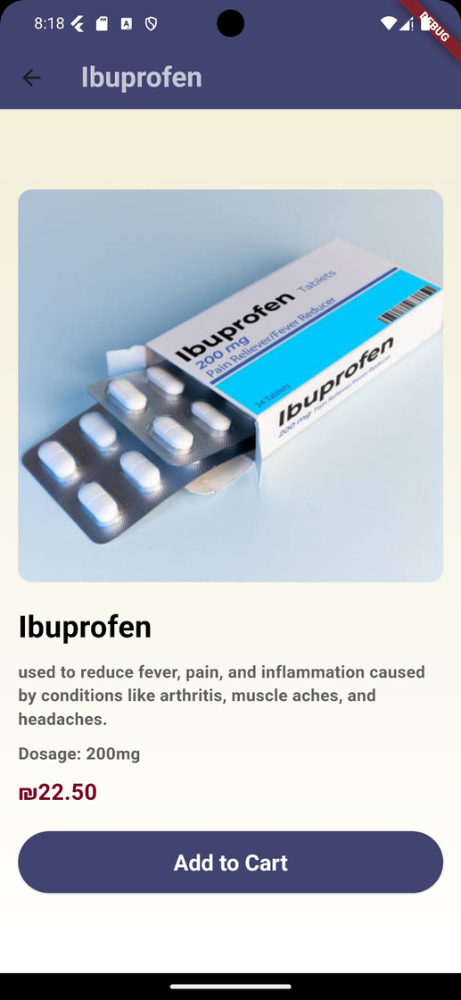 8:18
DEBUG
Ibuprofen
Ibuprofen Tablets
200 mg
Pain Reliever/Fever Reducer
24 Tablets
Ibuprofen
200 mg Pain Reliever/Fever Reducer
Ibuprofen
used to reduce fever, pain, and inflammation caused
by conditions like arthritis, muscle aches, and
headaches.
Dosage: 200mg
₪22.50
Add to Cart